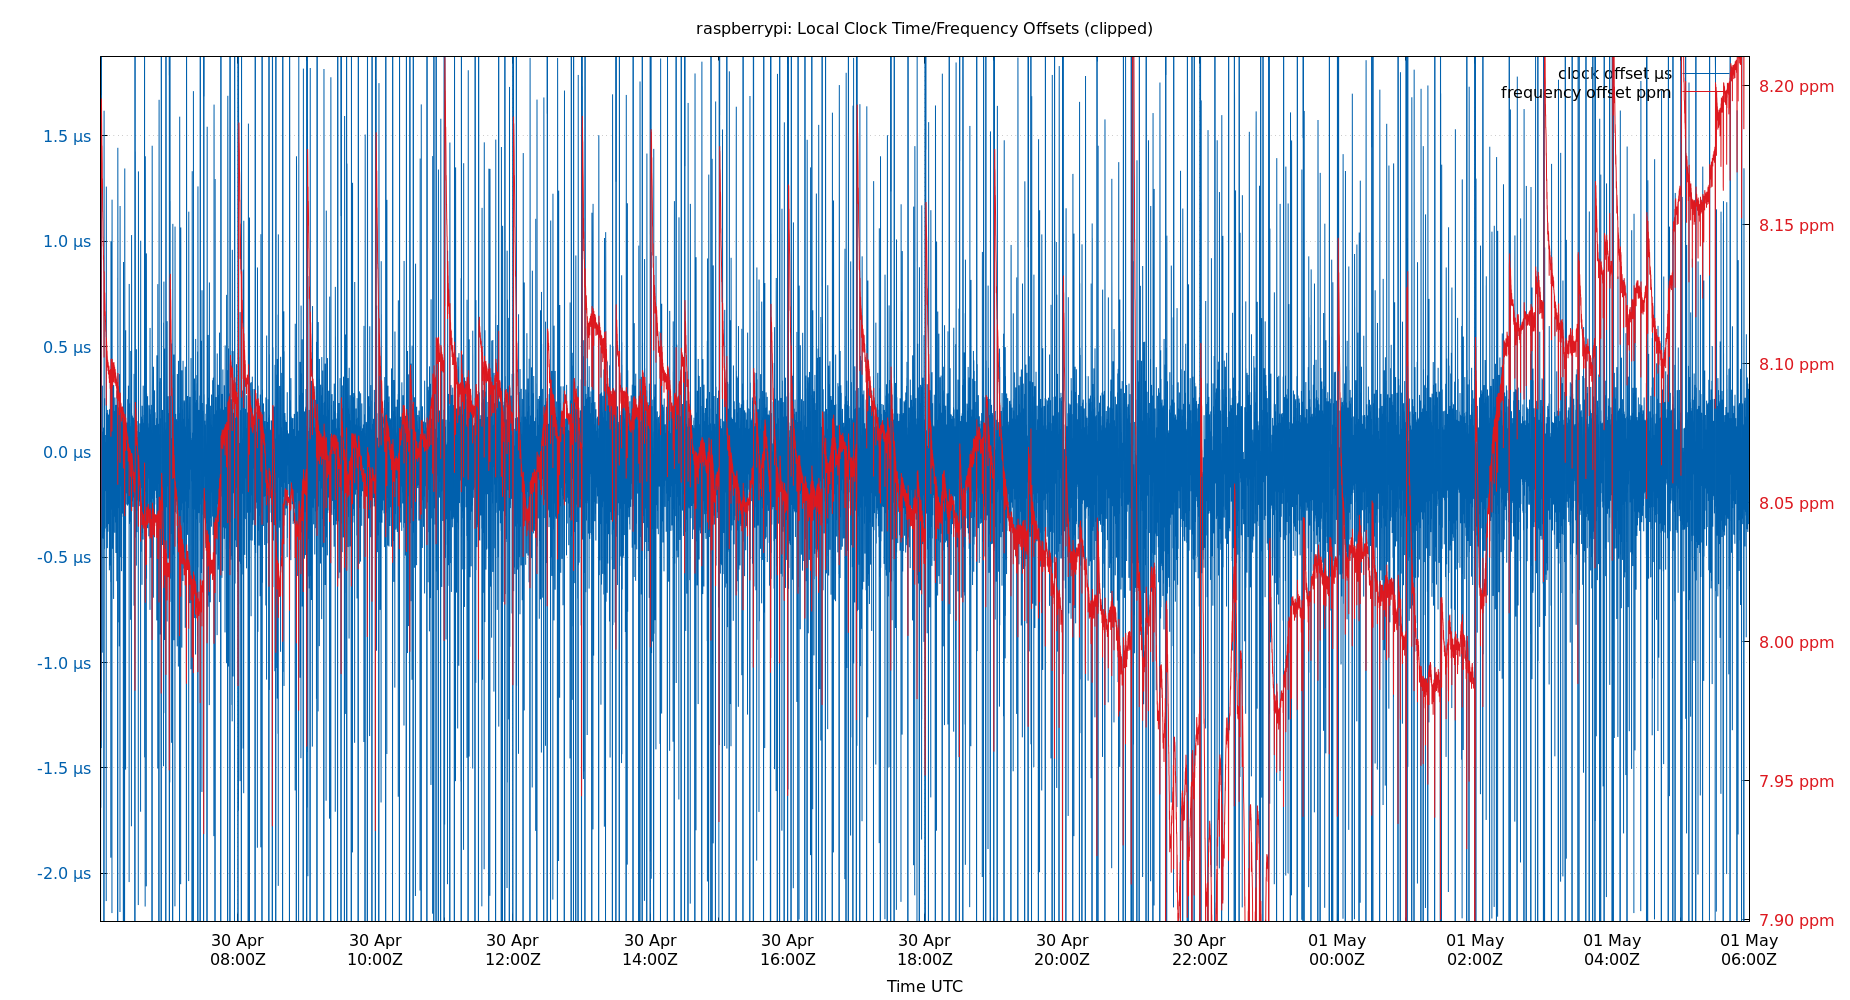 raspberrypi: Local Clock Time/Frequency Offsets (clipped)
clock offset µs
frequency offset ppm
1.5 µs
1.0 µs
0.5 µs
0.0 µs
-0.5 µs
-1.0 µs
-1.5 µs
-2.0 µs
8.20 ppm
8.15 ppm
8.10 ppm
8.05 ppm
8.00 ppm
7.95 ppm
7.90 ppm
30 Apr 30 Apr 30 Apr 30 Apr 30 Apr 30 Apr 30 Apr 30 Apr 01 May 01 May 01 May 01 May
08:00Z 10:00Z 12:00Z 14:00Z 16:00Z 18:00Z 20:00Z 22:00Z 00:00Z 02:00Z 04:00Z 06:00Z
Time UTC